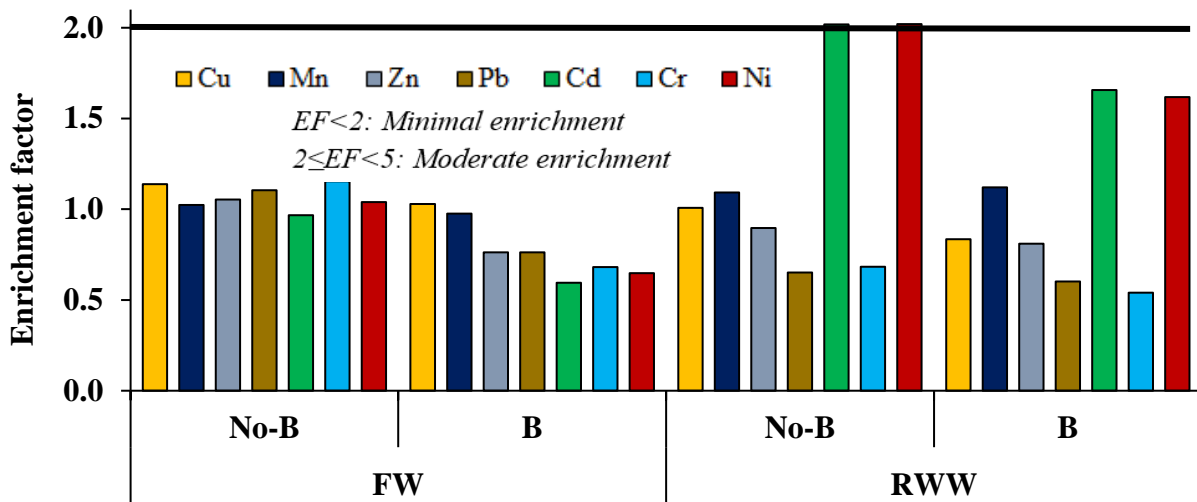 Enrichment factor
2.0
1.5
1.0
0.5
0.0
Cu Mn Zn Pb Cd Cr Ni
EF<2: Minimal enrichment
2≤EF<5: Moderate enrichment
No-B B No-B B
FW RWW